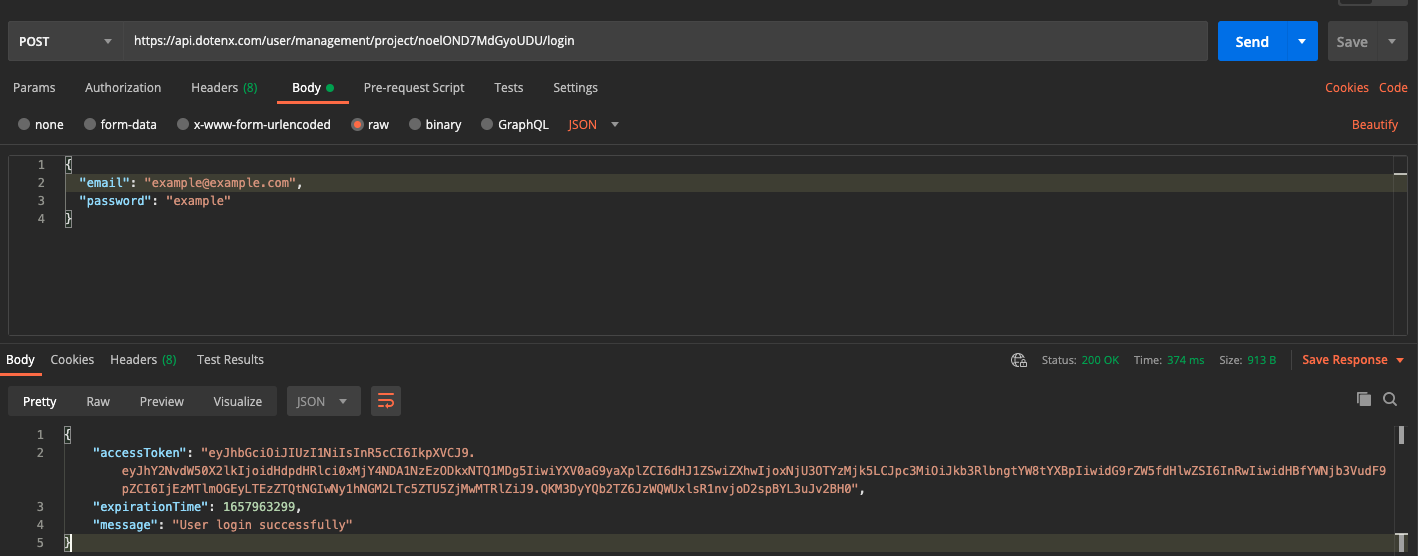 POST https://api.dotenx.com/user/management/project/noelOND7MdGyoUDU/login Send Save
Params Authorization Headers (8) Body Pre-request Script Tests Settings Cookies Code
none form-data x-www-form-urlencoded raw binary GraphQL JSON Beautify
1 {
2 "email": "example@example.com",
3 "password": "example"
4 }
Body Cookies Headers (8) Test Results Status: 200 OK Time: 374 ms Size: 913 B Save Response
Pretty Raw Preview Visualize JSON
1 {
2 "accessToken": "eyJhbGciOiJIUzI1NiIsInR5cCI6IkpXVCJ9.
eyJhY2NvdW50X2lkIjoidHdpdHRlci0xMjY4NDA1NzEzODkxNTQ1MDg5IiwiYXV0aG9yaXplZCI6dHJ1ZSwiZXhwIjoxNjU3OTYzMjk5LCJpc3MiOiJkb3RlbngtYW8tYXBpIiwidG9rZW5fdHlwZSI6InRwIiwidHBfYWNjb3VudF9
pZCI6IjEzMTlmOGEyLTEzZTQtNGIwNy1hNGM2LTc5ZTU5ZjMwMTRlZiJ9.QKM3DyYQb2TZ6JzWQWUxlsR1nvjoD2spBYL3uJv2BH0",
3 "expirationTime": 1657963299,
4 "message": "User login successfully"
5 }